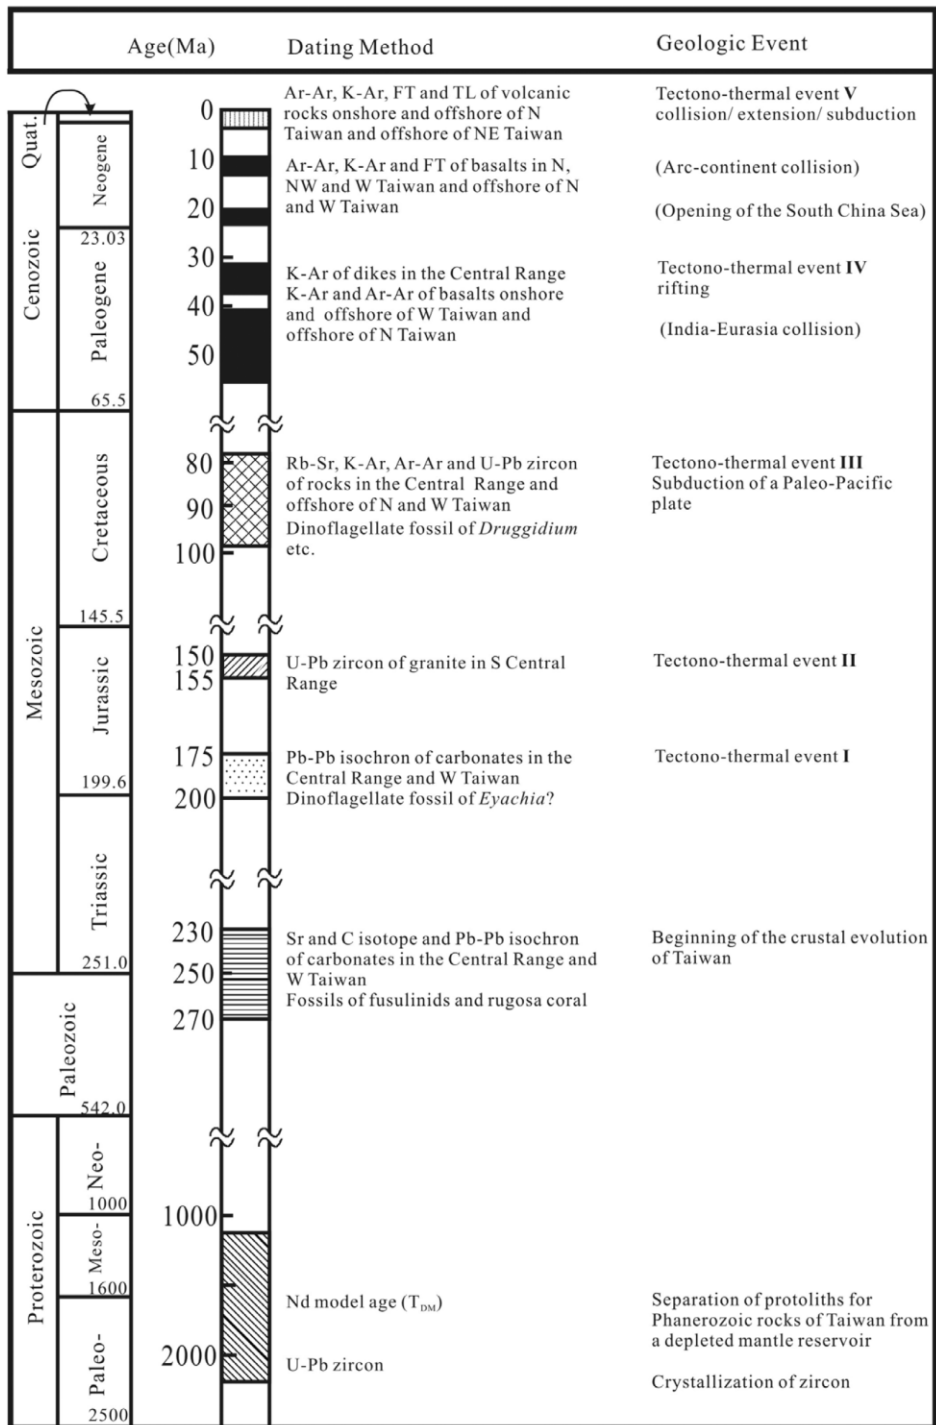 Age(Ma) Dating Method Geologic Event
Cenozoic
Quat.
Neogene
23.03
Paleogene
65.5
Mesozoic
Cretaceous
145.5
Jurassic
199.6
Triassic
251.0
Paleozoic
542.0
Proterozoic
Neo-
1000
Meso-
1600
Paleo-
2500
0
10
20
30
40
50
80
90
100
150
155
175
200
230
250
270
1000
2000
Ar-Ar, K-Ar, FT and TL of volcanic
rocks onshore and offshore of N
Taiwan and offshore of NE Taiwan
Ar-Ar, K-Ar and FT of basalts in N,
NW and W Taiwan and offshore of N
and W Taiwan
K-Ar of dikes in the Central Range
K-Ar and Ar-Ar of basalts onshore
and offshore of W Taiwan and
offshore of N Taiwan
Rb-Sr, K-Ar, Ar-Ar and U-Pb zircon
of rocks in the Central Range and
offshore of N and W Taiwan
Dinoflagellate fossil of Druggidium
etc.
U-Pb zircon of granite in S Central
Range
Pb-Pb isochron of carbonates in the
Central Range and W Taiwan
Dinoflagellate fossil of Eyachia?
Sr and C isotope and Pb-Pb isochron
of carbonates in the Central Range and
W Taiwan
Fossils of fusulinids and rugosa coral
Nd model age (TDM)
U-Pb zircon
Tectono-thermal event V
collision/ extension/ subduction
(Arc-continent collision)
(Opening of the South China Sea)
Tectono-thermal event IV
rifting
(India-Eurasia collision)
Tectono-thermal event III
Subduction of a Paleo-Pacific
plate
Tectono-thermal event II
Tectono-thermal event I
Beginning of the crustal evolution
of Taiwan
Separation of protoliths for
Phanerozoic rocks of Taiwan from
a depleted mantle reservoir
Crystallization of zircon